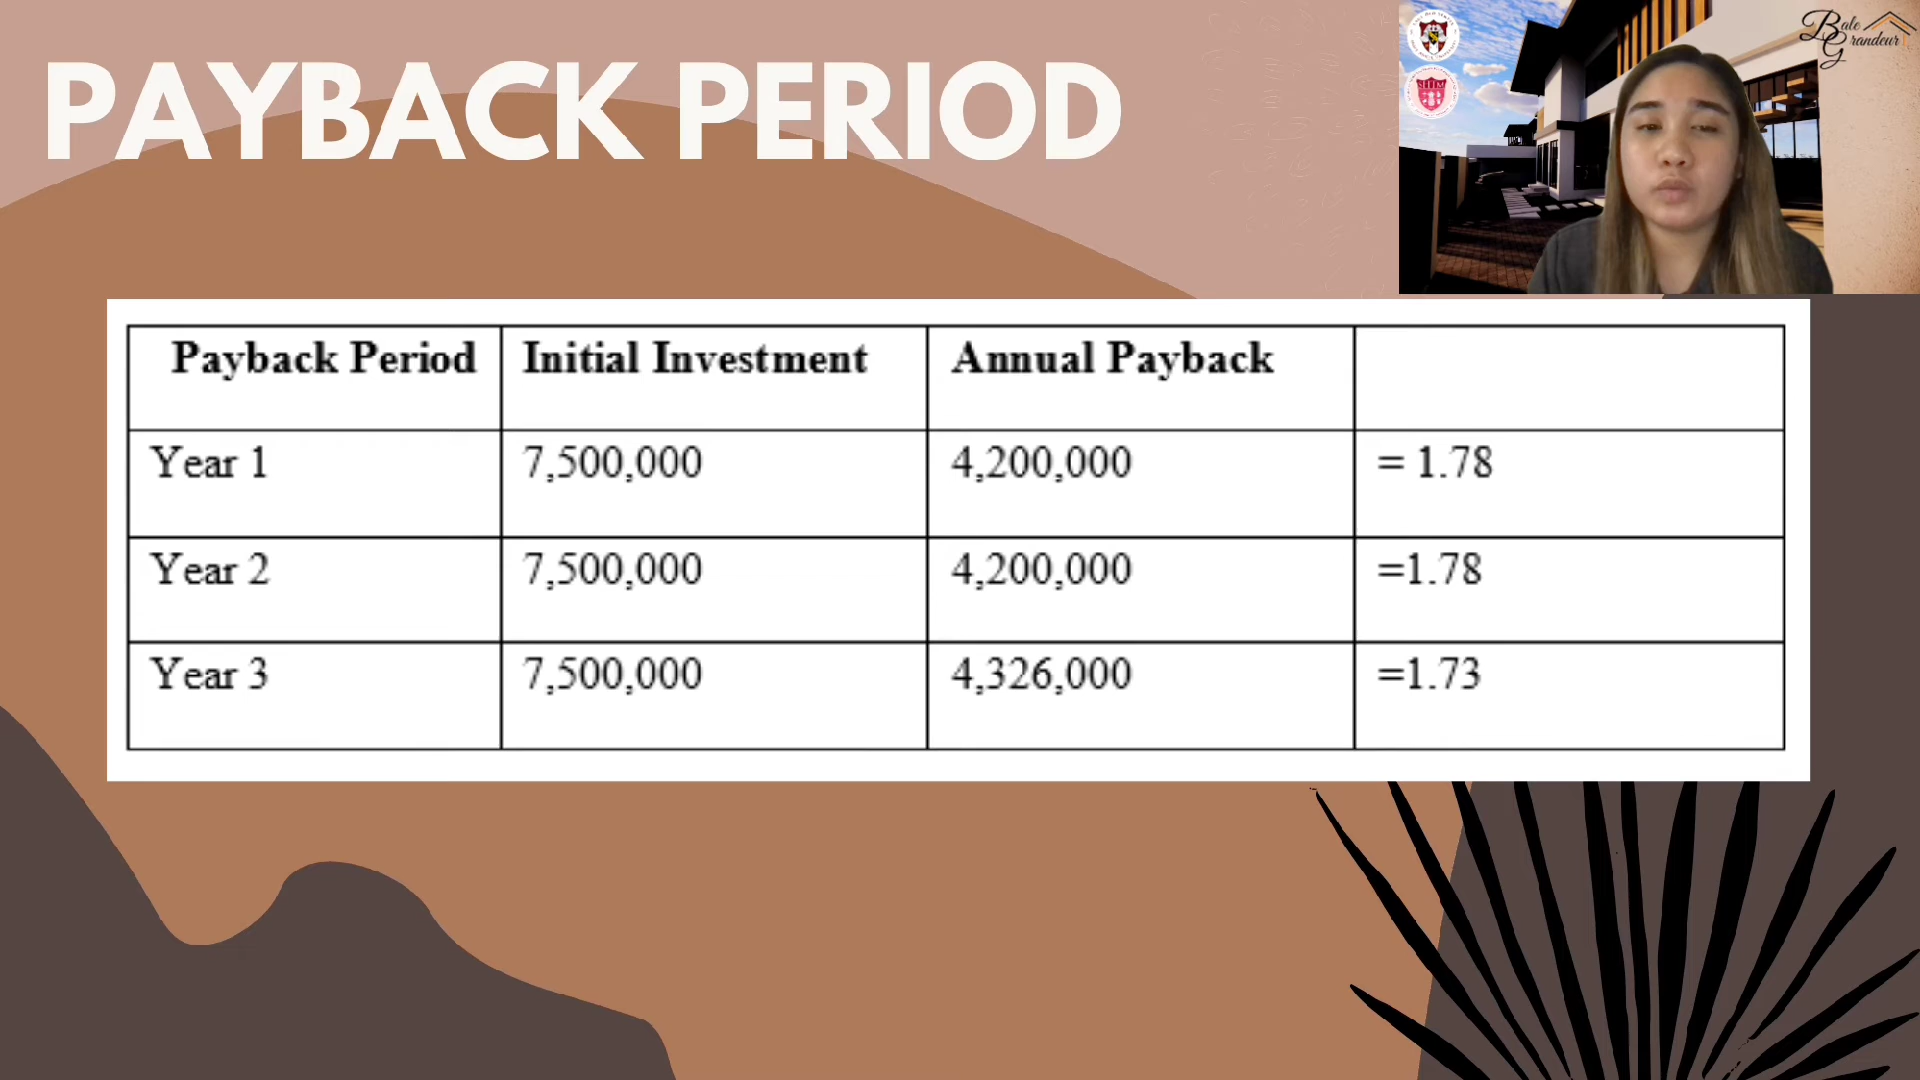 PAYBACK PERIOD
Bale
Grandeur
Payback Period Initial Investment Annual Payback
Year 1 7,500,000 4,200,000 = 1.78
Year 2 7,500,000 4,200,000 =1.78
Year 3 7,500,000 4,326,000 =1.73